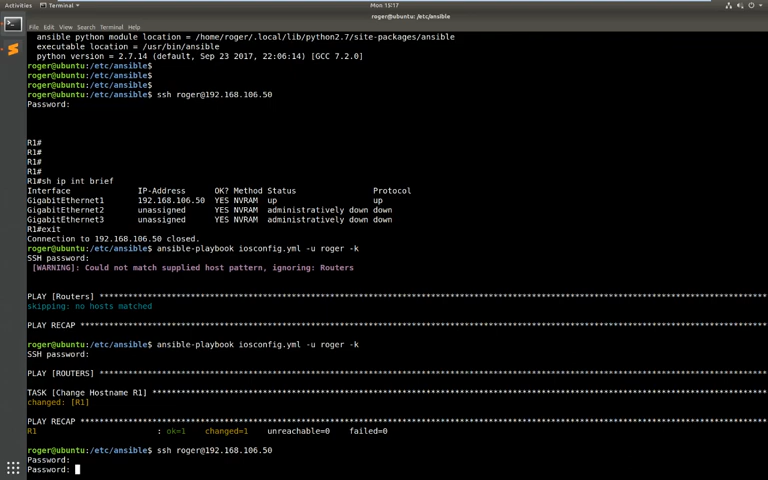 Activities
Terminal
Mon 15:17
roger@ubuntu: /etc/ansible
File Edit View Search Terminal Help
ansible python module location = /home/roger/.local/lib/python2.7/site-packages/ansible
executable location = /usr/bin/ansible
python version = 2.7.14 (default, Sep 23 2017, 22:06:14) [GCC 7.2.0]
roger@ubuntu:/etc/ansible$
roger@ubuntu:/etc/ansible$
roger@ubuntu:/etc/ansible$
roger@ubuntu:/etc/ansible$ ssh roger@192.168.106.50
Password:
R1#
R1#
R1#
R1#
R1#sh ip int brief
Interface IP-Address OK? Method Status Protocol
GigabitEthernet1 192.168.106.50 YES NVRAM up up
GigabitEthernet2 unassigned YES NVRAM administratively down down
GigabitEthernet3 unassigned YES NVRAM administratively down down
R1#exit
Connection to 192.168.106.50 closed.
roger@ubuntu:/etc/ansible$ ansible-playbook iosconfig.yml -u roger -k
SSH password:
[WARNING]: Could not match supplied host pattern, ignoring: Routers
PLAY [Routers] ****************************************************************
skipping: no hosts matched
PLAY RECAP ****************************************************************
roger@ubuntu:/etc/ansible$ ansible-playbook iosconfig.yml -u roger -k
SSH password:
PLAY [ROUTERS] ****************************************************************
TASK [Change Hostname R1] ****************************************************************
changed: [R1]
PLAY RECAP ****************************************************************
R1 : ok=1 changed=1 unreachable=0 failed=0
roger@ubuntu:/etc/ansible$ ssh roger@192.168.106.50
Password:
Password: